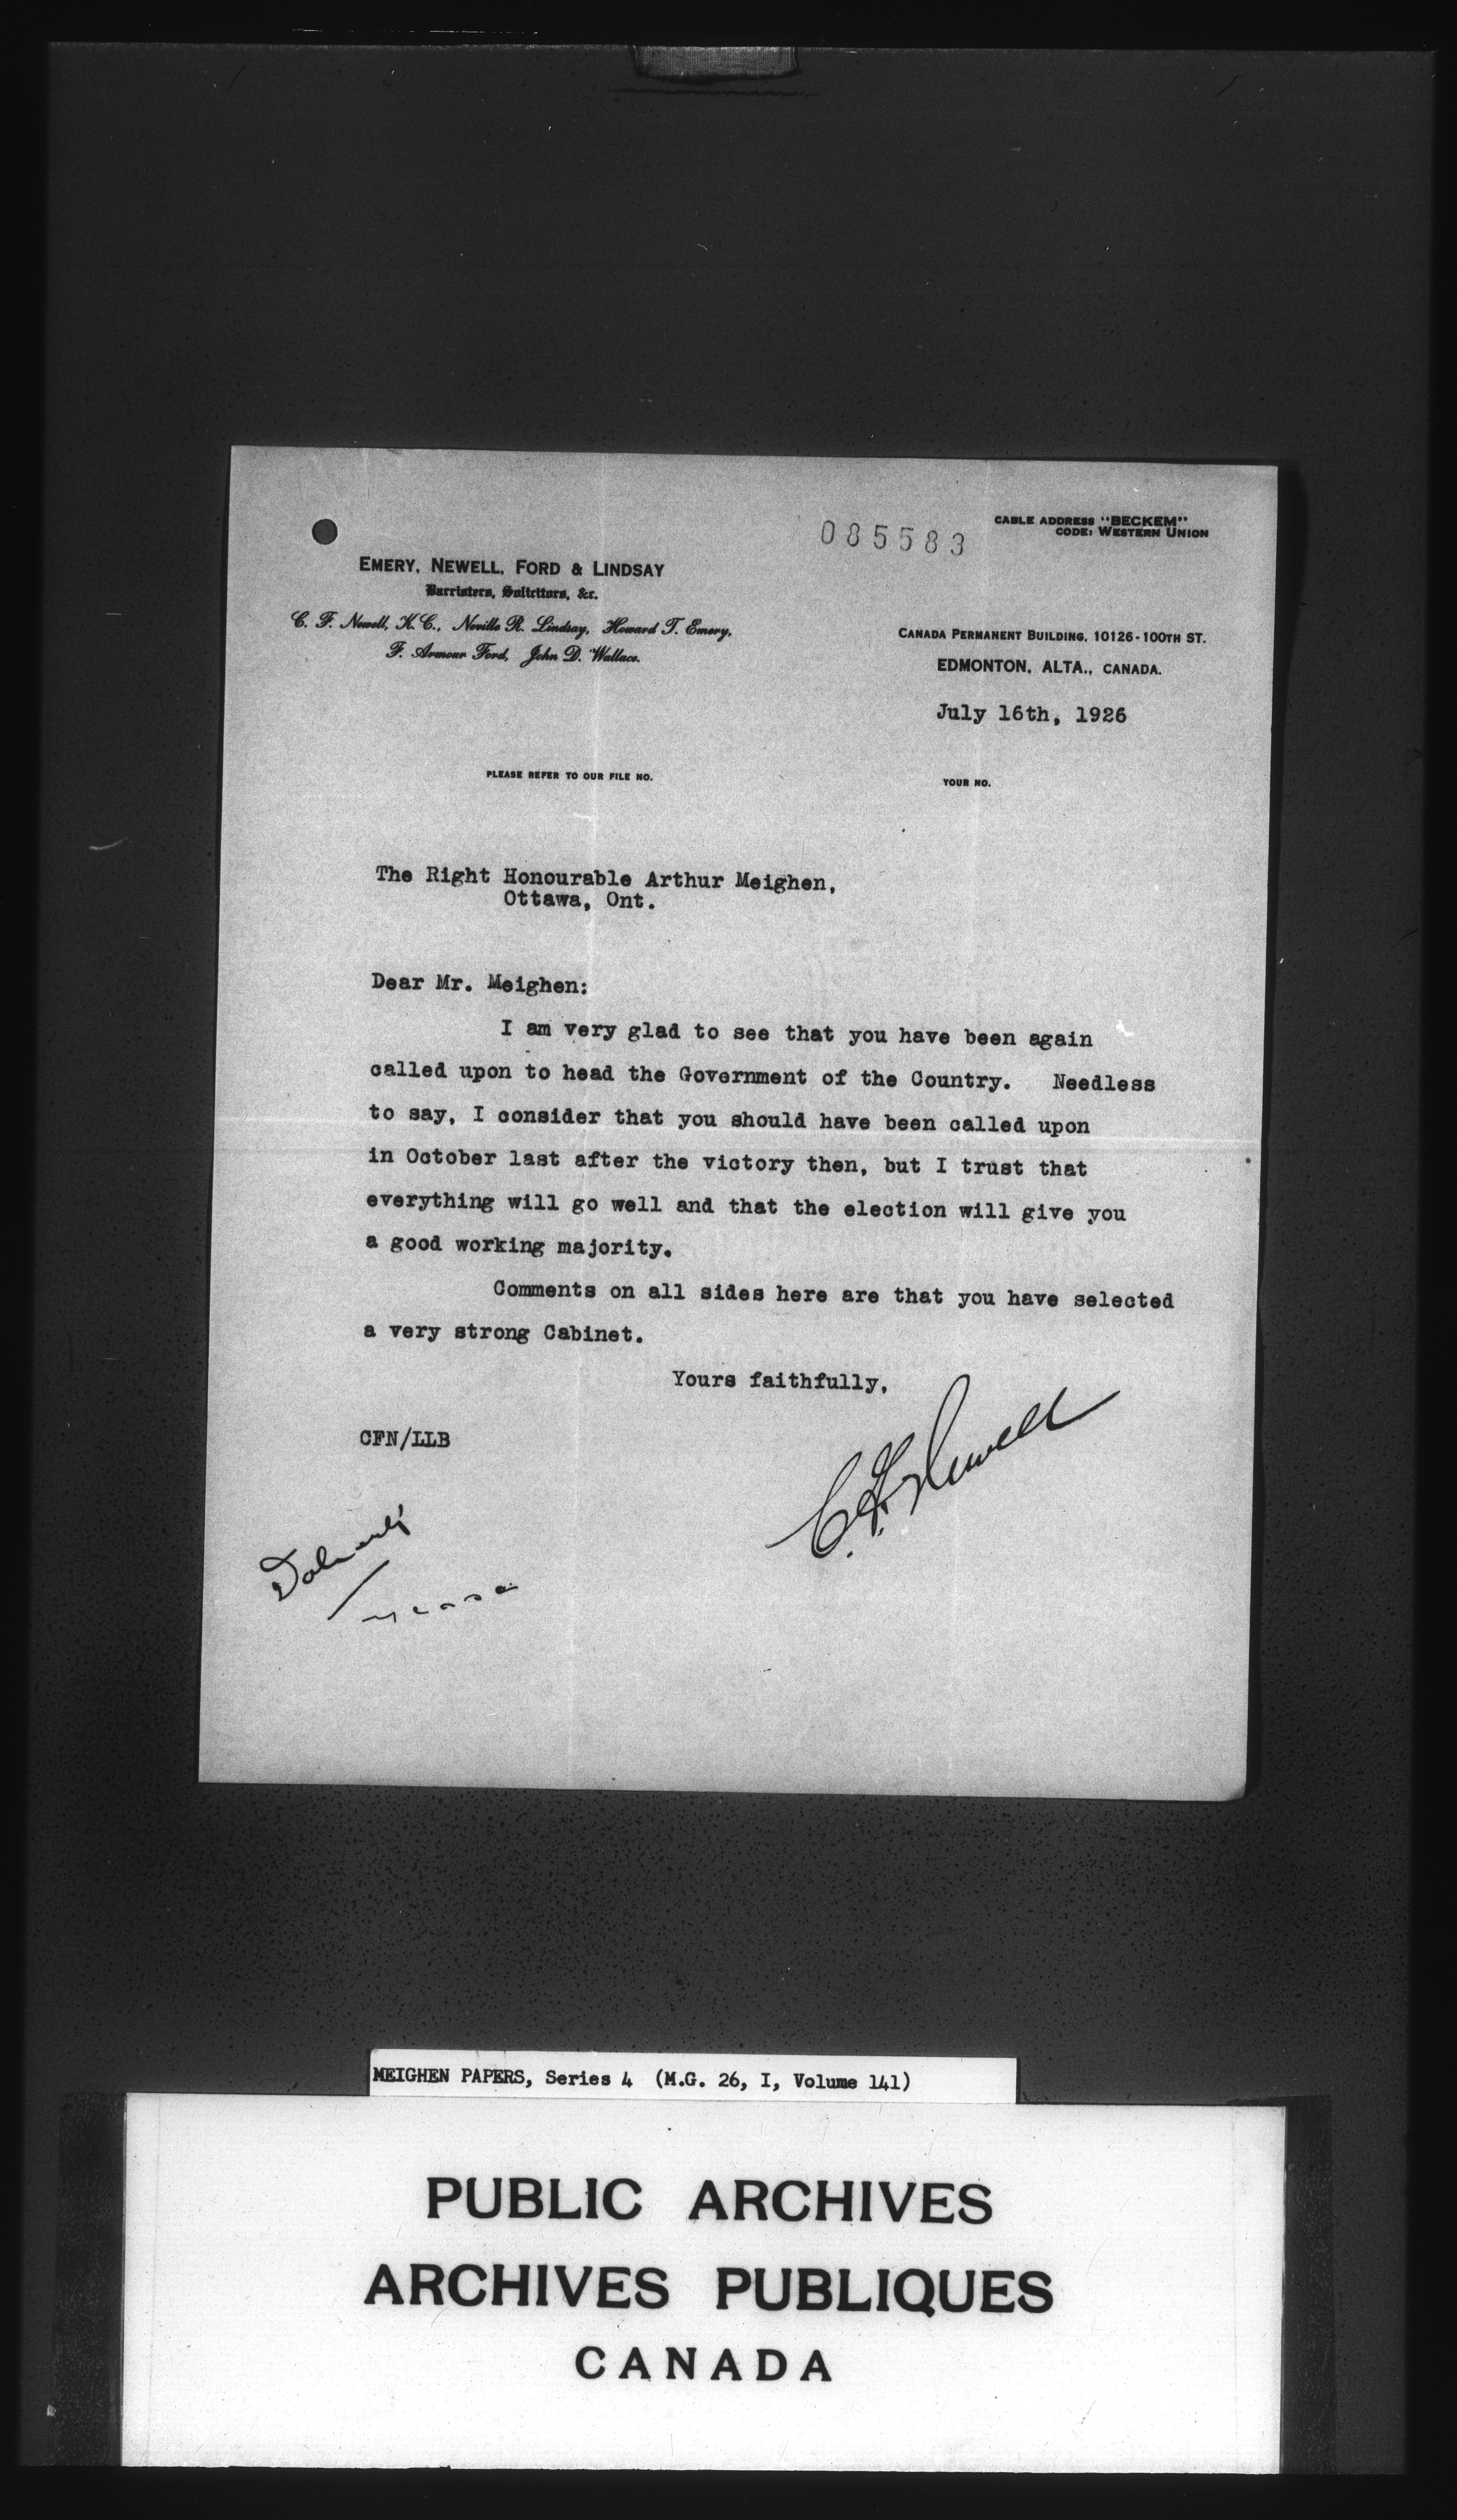 085583
CABLE ADDRESS "BECKEM"
CODE: WESTERN UNION
EMERY, NEWELL, FORD & LINDSAY
Barristers, Solicitors, &c.
C. F. Newell, K.C., Neville R. Lindsay, Howard T. Emery,
F. Armour Ford, John D. Wallace.
CANADA PERMANENT BUILDING, 10126-100TH ST.
EDMONTON, ALTA., CANADA.
July 16th, 1926
PLEASE REFER TO OUR FILE NO.
YOUR NO.
The Right Honourable Arthur Meighen,
Ottawa, Ont.
Dear Mr. Meighen:
I am very glad to see that you have been again
called upon to head the Government of the Country. Needless
to say, I consider that you should have been called upon
in October last after the victory then, but I trust that
everything will go well and that the election will give you
a good working majority.
Comments on all sides here are that you have selected
a very strong Cabinet.
Yours faithfully,
C.F. Newell
CFN/LLB
MEIGHEN PAPERS, Series 4 (M.G. 26, I, Volume 141)
PUBLIC ARCHIVES
ARCHIVES PUBLIQUES
CANADA